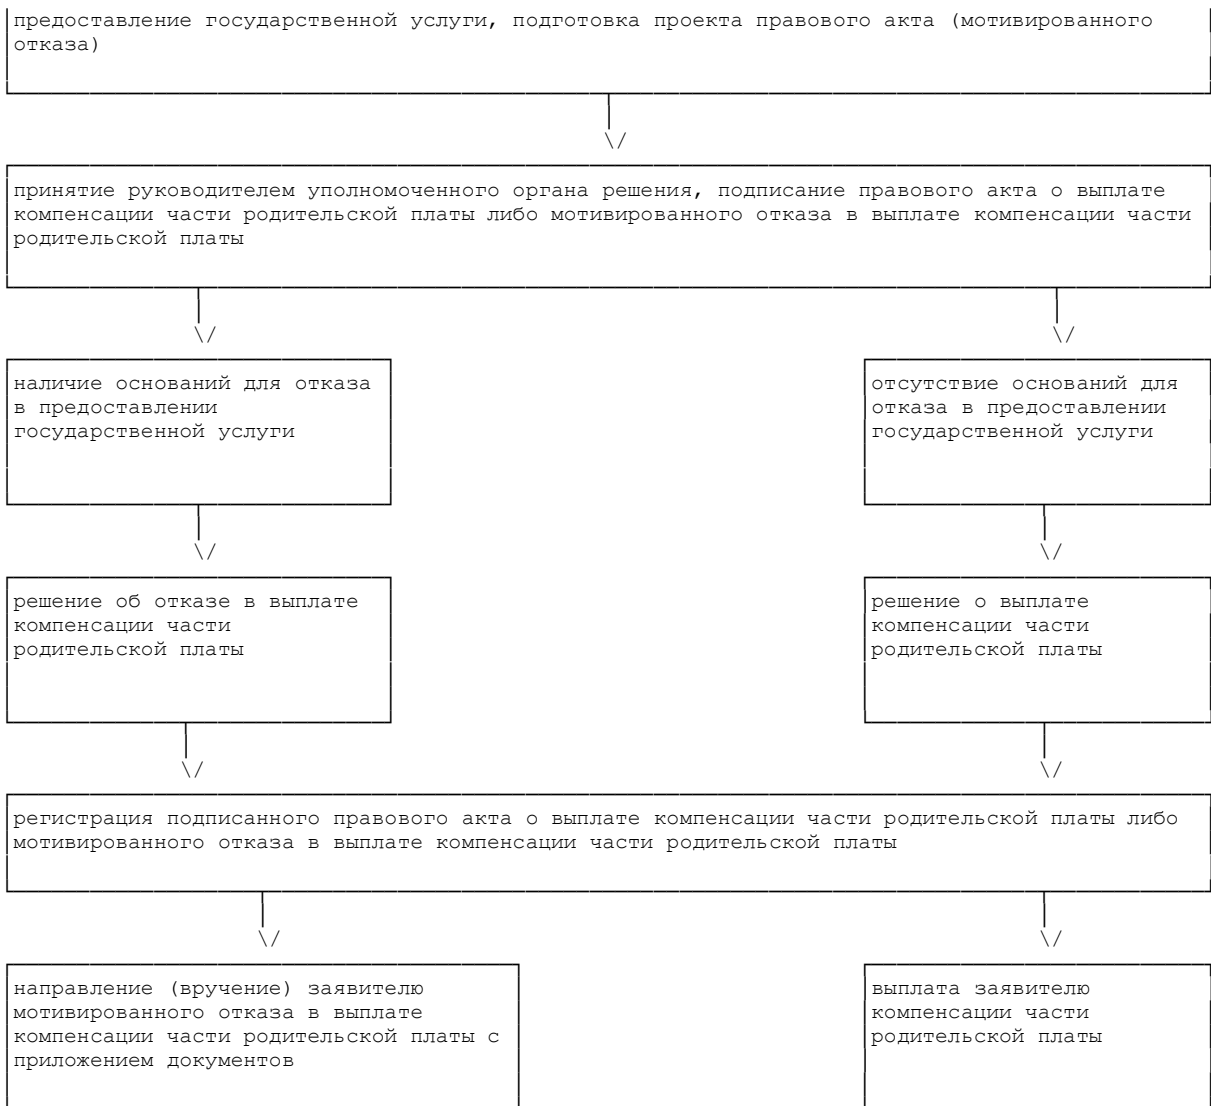 предоставление государственной услуги, подготовка проекта правового акта (мотивированного
отказа)
принятие руководителем уполномоченного органа решения, подписание правового акта о выплате
компенсации части родительской платы либо мотивированного отказа в выплате компенсации части
родительской платы
наличие оснований для отказа
в предоставлении
государственной услуги
отсутствие оснований для
отказа в предоставлении
государственной услуги
решение об отказе в выплате
компенсации части
родительской платы
решение о выплате
компенсации части
родительской платы
регистрация подписанного правового акта о выплате компенсации части родительской платы либо
мотивированного отказа в выплате компенсации части родительской платы
направление (вручение) заявителю
мотивированного отказа в выплате
компенсации части родительской платы с
приложением документов
выплата заявителю
компенсации части
родительской платы